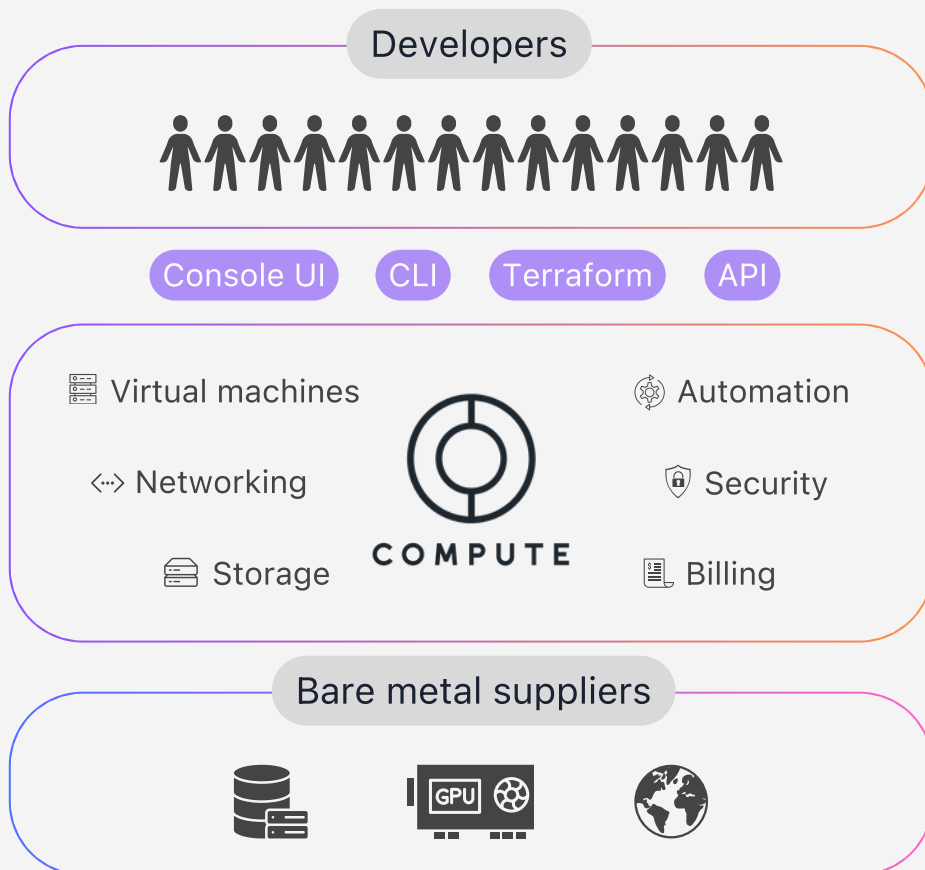 Developers
Console UI CLI Terraform API
Virtual machines
Automation
Networking
Security
COMPUTE
Storage
Billing
Bare metal suppliers
GPU